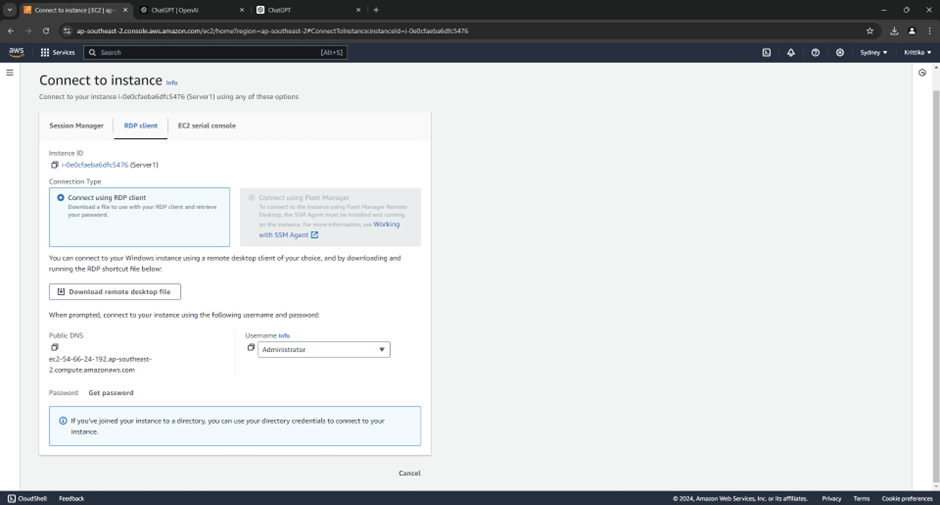 Connect to instance | EC2 | ap-
ChatGPT | OpenAI
ChatGPT
ap-southeast-2.console.aws.amazon.com/ec2/home?region=ap-southeast-2#ConnectToInstance:instanceId=i-0e0cfaeba6dfc5476
aws
Services
Search
[Alt+S]
Sydney
Krittika
Connect to instance Info
Connect to your instance i-0e0cfaeba6dfc5476 (Server1) using any of these options
Session Manager
RDP client
EC2 serial console
Instance ID
i-0e0cfaeba6dfc5476 (Server1)
Connection Type
Connect using RDP client
Download a file to use with your RDP client and retrieve
your password.
Connect using Fleet Manager
To connect to the instance using Fleet Manager Remote
Desktop, the SSM Agent must be installed and running
on the instance. For more information, see Working
with SSM Agent
You can connect to your Windows instance using a remote desktop client of your choice, and by downloading and
running the RDP shortcut file below:
Download remote desktop file
When prompted, connect to your instance using the following username and password:
Public DNS
ec2-54-66-24-192.ap-southeast-
2.compute.amazonaws.com
Username Info
Administrator
Password Get password
If you've joined your instance to a directory, you can use your directory credentials to connect to your
instance.
Cancel
CloudShell
Feedback
© 2024, Amazon Web Services, Inc. or its affiliates.
Privacy
Terms
Cookie preferences